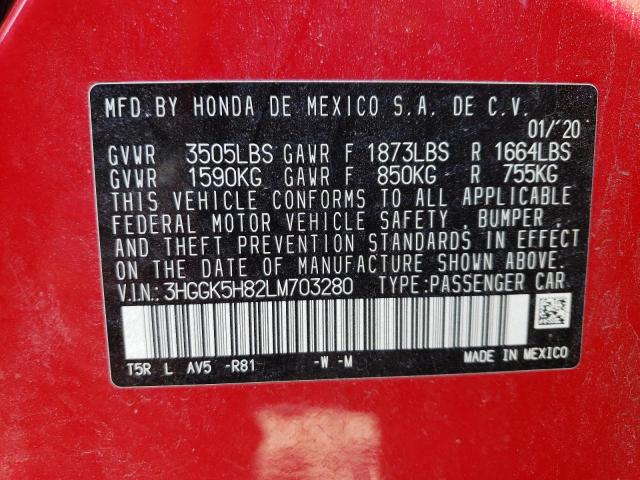 MFD. BY HONDA DE MEXICO S.A. DE C.V.
01/'20
GVWR 3505LBS GAWR F 1873LBS R 1664LBS
GVWR 1590KG GAWR F 850KG R 755KG
THIS VEHICLE CONFORMS TO ALL APPLICABLE
FEDERAL MOTOR VEHICLE SAFETY , BUMPER ,
AND THEFT PREVENTION STANDARDS IN EFFECT
ON THE DATE OF MANUFACTURE SHOWN ABOVE.
V.I.N.: 3HGGK5H82LM703280 TYPE: PASSENGER CAR
T5R L AV5 -R81 -W -M MADE IN MEXICO